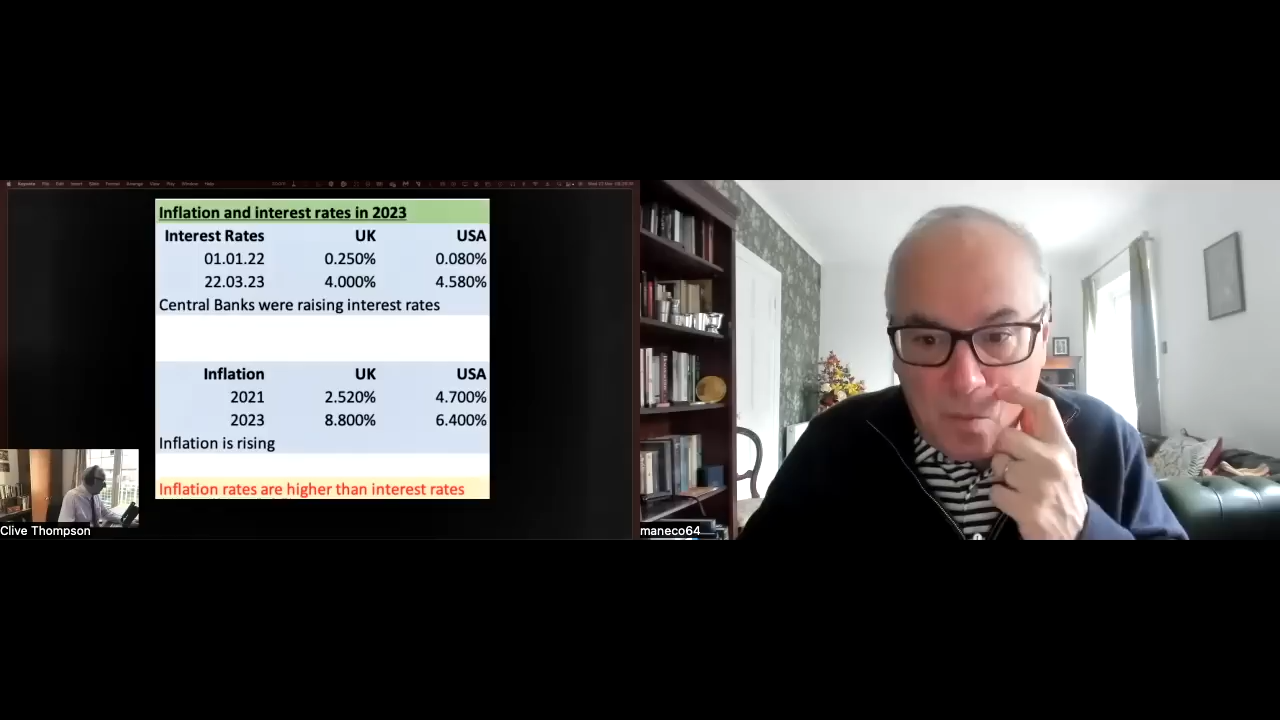 Inflation and interest rates in 2023
Interest Rates UK USA
01.01.22 0.250% 0.080%
22.03.23 4.000% 4.580%
Central Banks were raising interest rates
Inflation UK USA
2021 2.520% 4.700%
2023 8.800% 6.400%
Inflation is rising
Inflation rates are higher than interest rates
Clive Thompson
maneco64